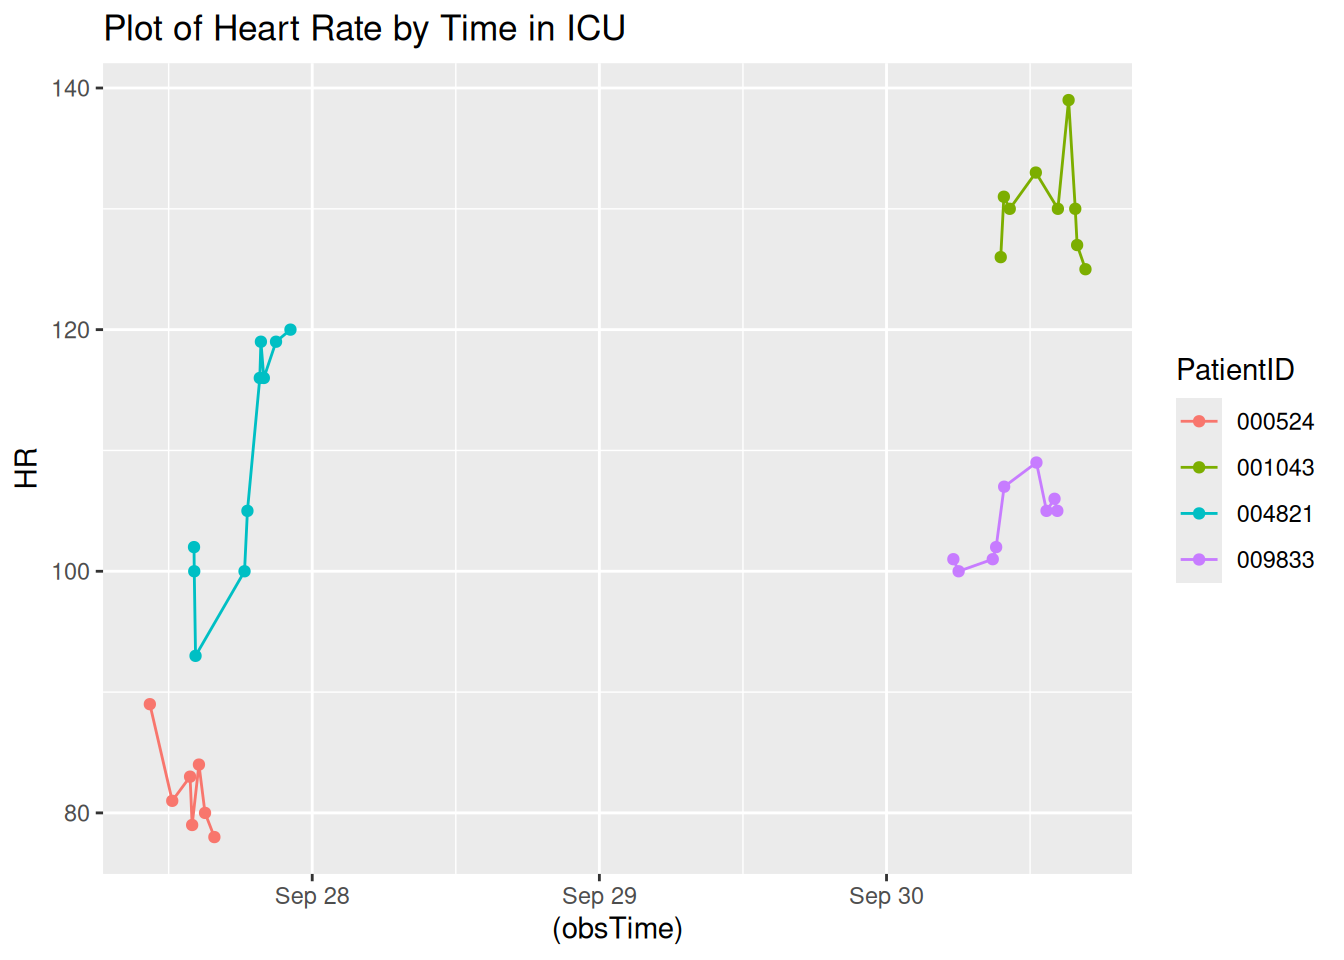 Plot of Heart Rate by Time in ICU
140
120
100
80
HR
Sep 28
Sep 29
Sep 30
(obsTime)
PatientID
000524
001043
004821
009833